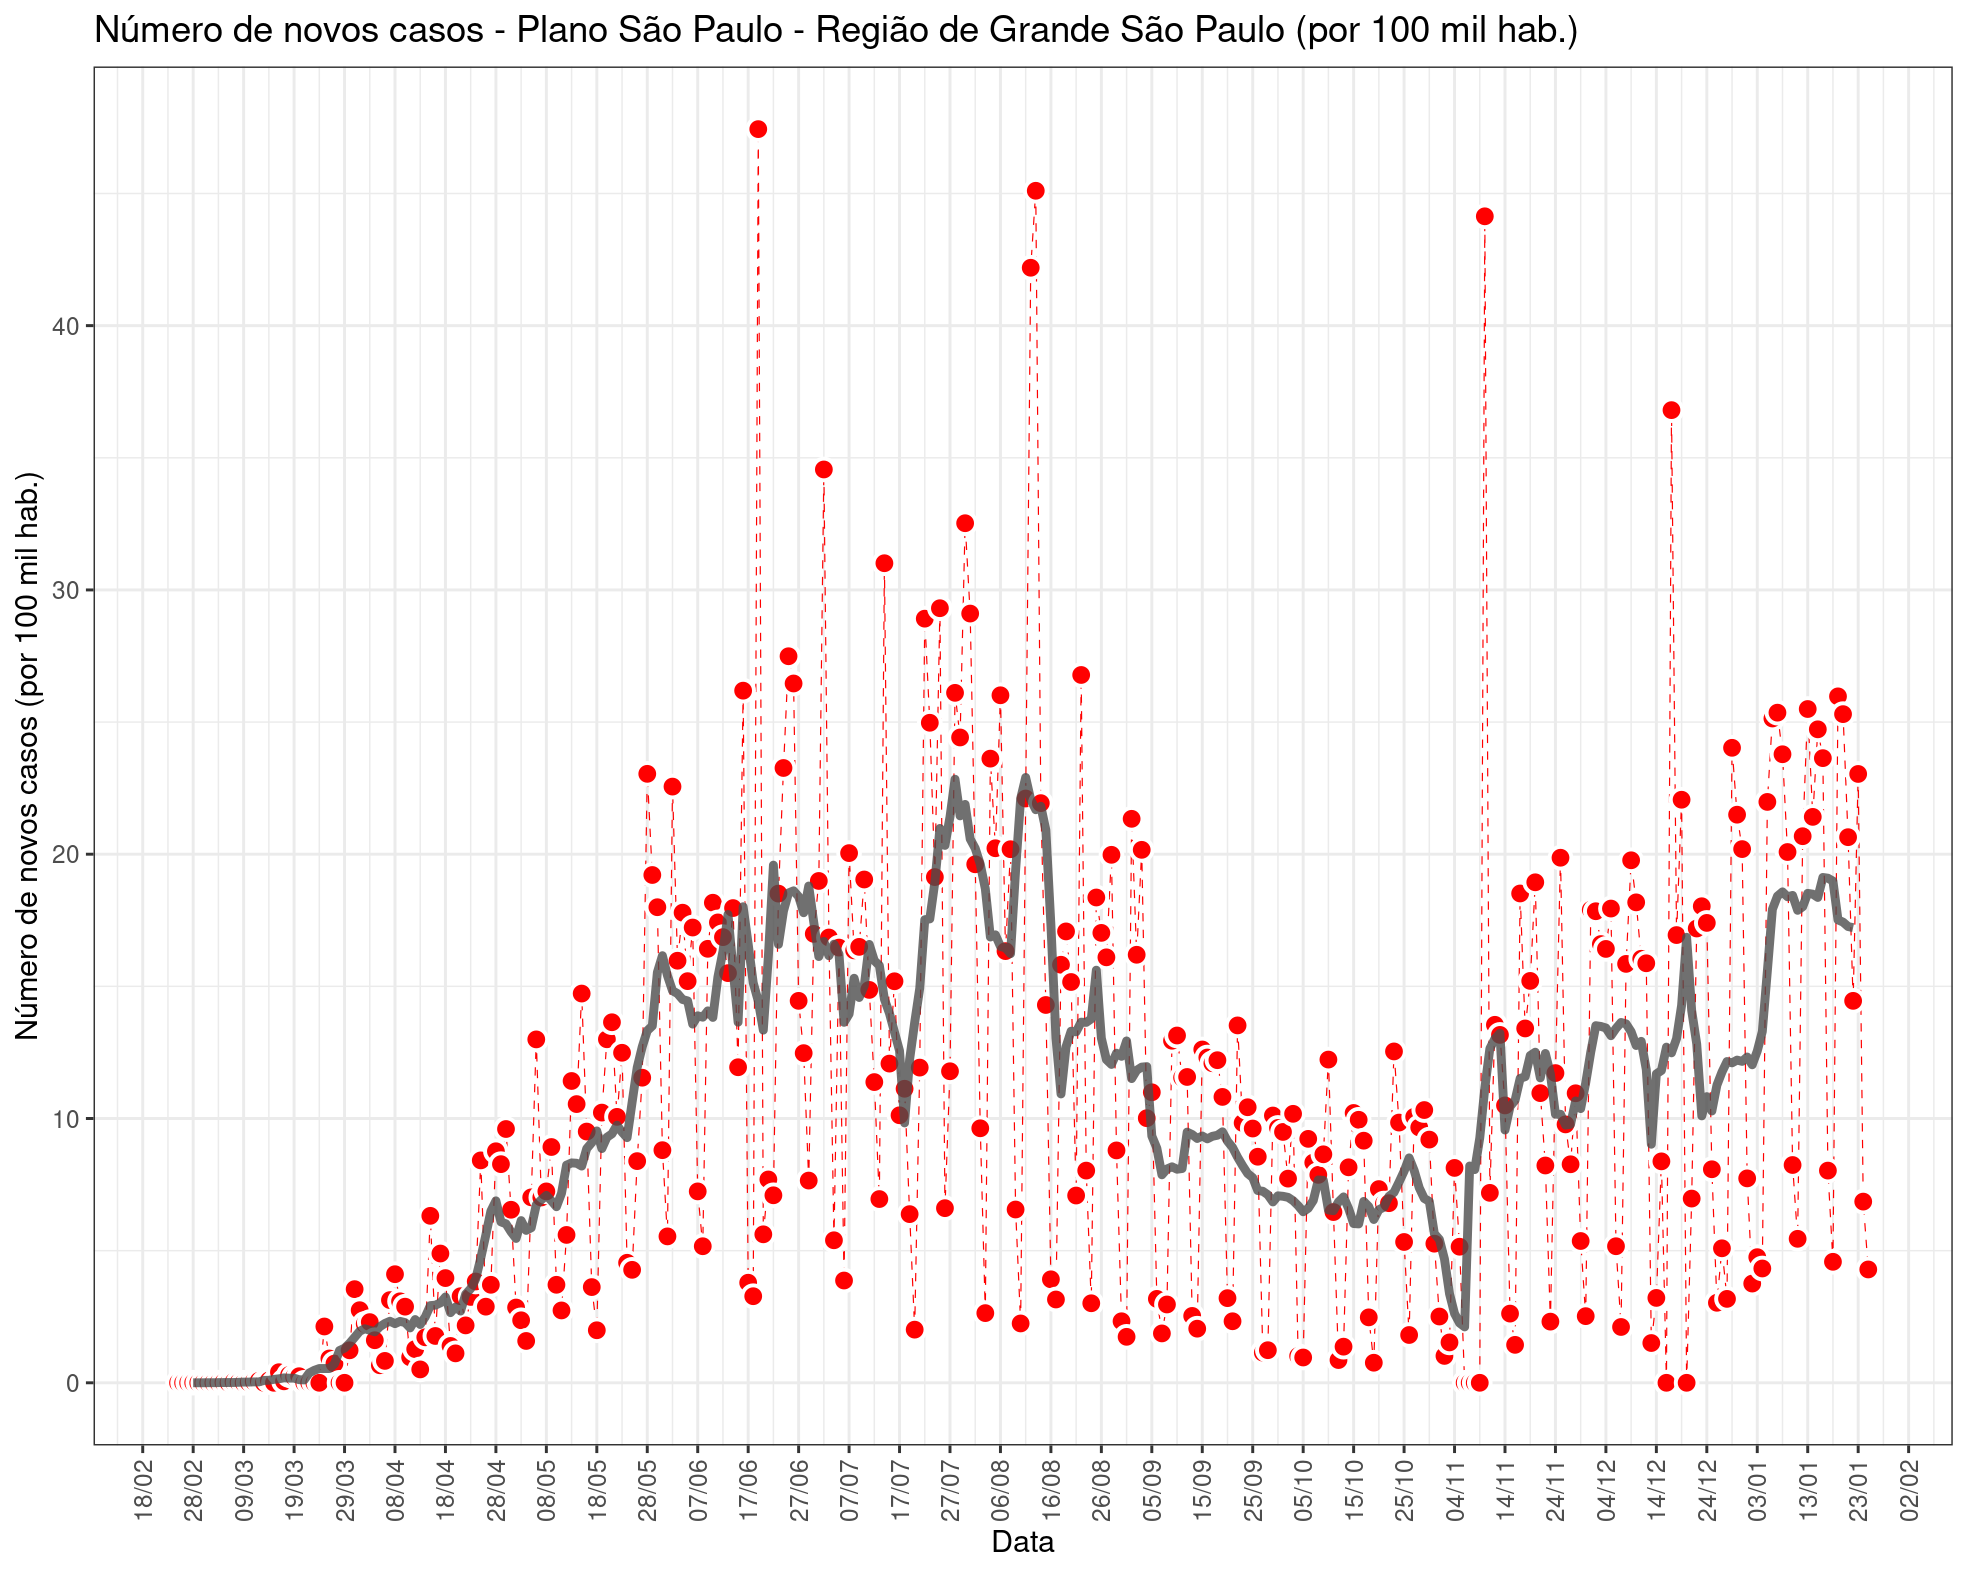 Número de novos casos - Plano São Paulo - Região de Grande São Paulo (por 100 mil hab.)
Número de novos casos (por 100 mil hab.)
40
30
20
10
0
18/02 28/02 09/03 19/03 29/03 08/04 18/04 28/04 08/05 18/05 28/05 07/06 17/06 27/06 07/07 17/07 27/07 06/08 16/08 26/08 05/09 15/09 25/09 05/10 15/10 25/10 04/11 14/11 24/11 04/12 14/12 24/12 03/01 13/01 23/01 02/02
Data